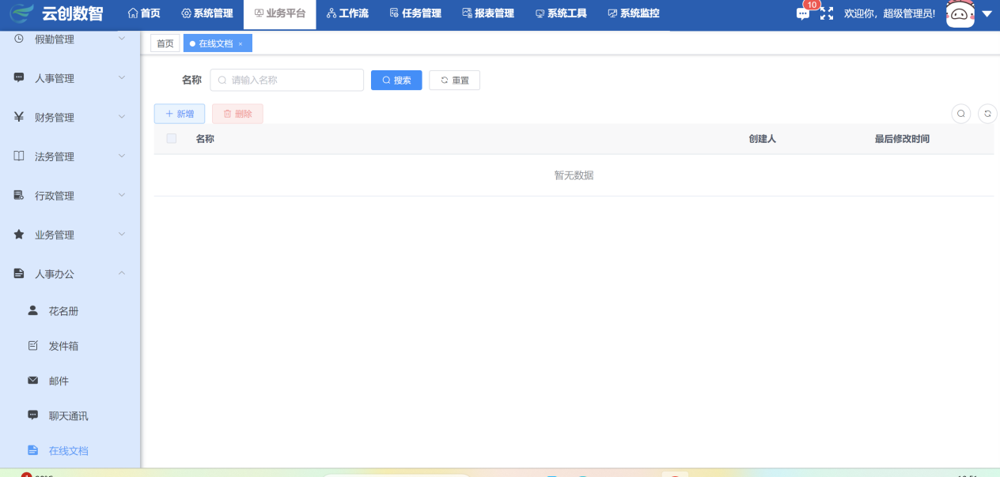 云创数智
首页 系统管理 业务平台 工作流 任务管理 报表管理 系统工具 系统监控
10
欢迎你，超级管理员!
假勤管理
人事管理
财务管理
法务管理
行政管理
业务管理
人事办公
花名册
发件箱
邮件
聊天通讯
在线文档
首页 在线文档 ×
名称 请输入名称 搜索 重置
+ 新增 删除
名称 创建人 最后修改时间
暂无数据